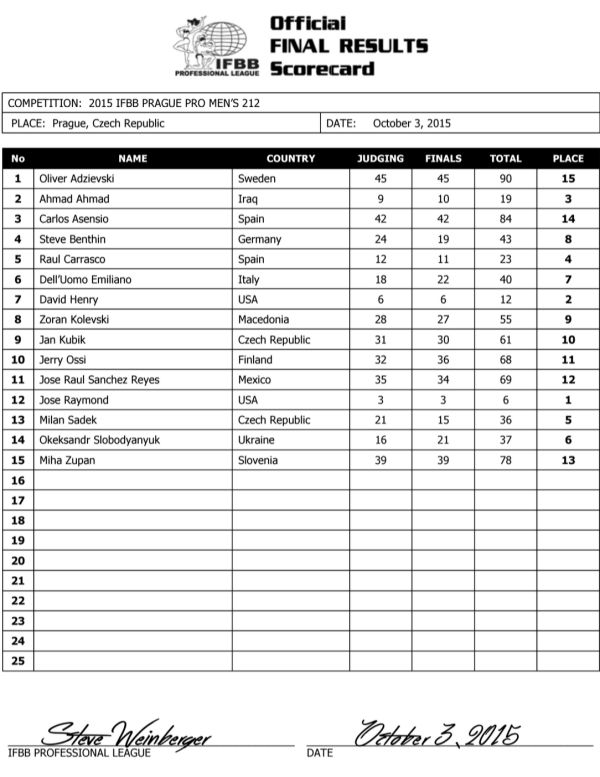 Official
FINAL RESULTS
IFBB
PROFESSIONAL LEAGUE
Scorecard
COMPETITION: 2015 IFBB PRAGUE PRO MEN'S 212
PLACE: Prague, Czech Republic DATE: October 3, 2015
No NAME COUNTRY JUDGING FINALS TOTAL PLACE
1 Oliver Adzievski Sweden 45 45 90 15
2 Ahmad Ahmad Iraq 9 10 19 3
3 Carlos Asensio Spain 42 42 84 14
4 Steve Benthin Germany 24 19 43 8
5 Raul Carrasco Spain 12 11 23 4
6 Dell'Uomo Emiliano Italy 18 22 40 7
7 David Henry USA 6 6 12 2
8 Zoran Kolevski Macedonia 28 27 55 9
9 Jan Kubik Czech Republic 31 30 61 10
10 Jerry Ossi Finland 32 36 68 11
11 Jose Raul Sanchez Reyes Mexico 35 34 69 12
12 Jose Raymond USA 3 3 6 1
13 Milan Sadek Czech Republic 21 15 36 5
14 Okeksandr Slobodyanyuk Ukraine 16 21 37 6
15 Miha Zupan Slovenia 39 39 78 13
16
17
18
19
20
21
22
23
24
25
Steve Weinberger October 3, 2015
IFBB PROFESSIONAL LEAGUE DATE